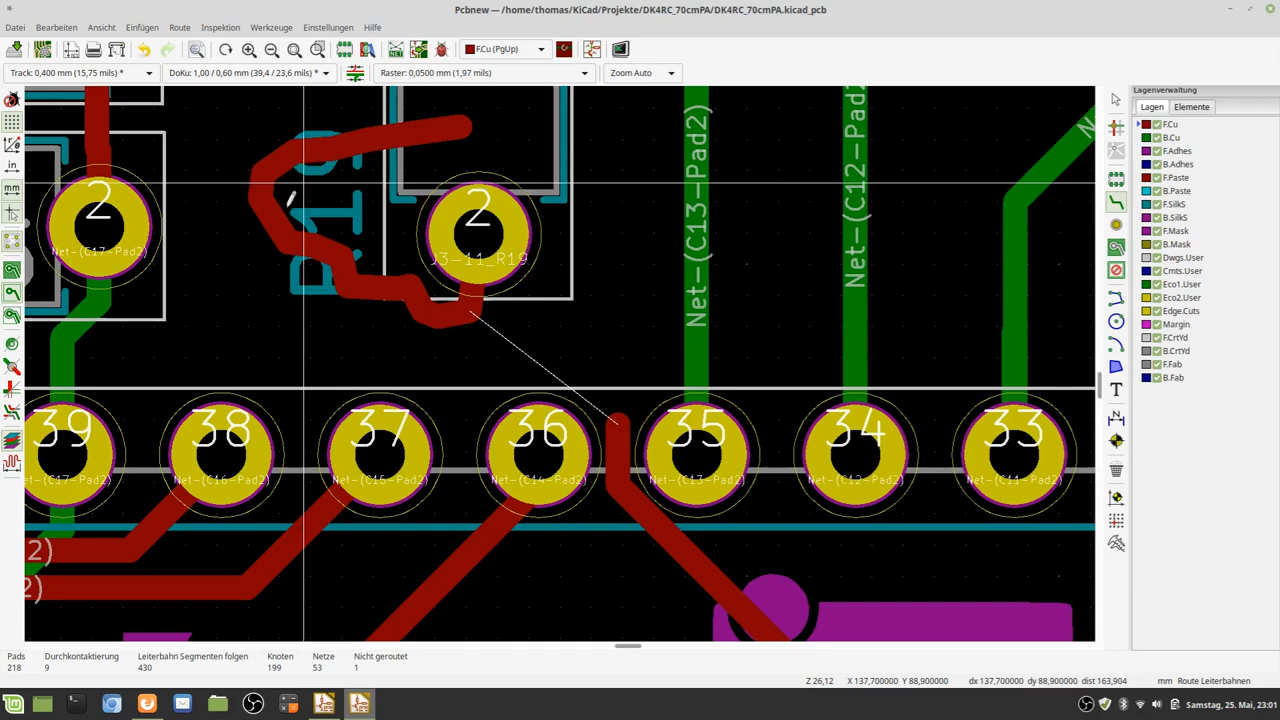 Pcbnew — /home/thomas/KiCad/Projekte/DK4RC_70cmPA/DK4RC_70cmPA.kicad_pcb
Datei Bearbeiten Ansicht Einfügen Route Inspektion Werkzeuge Einstellungen Hilfe
NET
F.Cu (PgUp)
Track: 0,400 mm (15,75 mils) *
DoKu: 1,00 / 0,60 mm (39,4 / 23,6 mils) *
Raster: 0,0500 mm (1,97 mils)
Zoom Auto
in
mm
2
Net-(C17-Pad2)
2
J3-11_R19
Net-(C13-Pad2)
Net-(C12-Pad2
39
38
37
36
35
34
33
et-(C17-Pad2)
Net-(C16-Pad2)
Net-(C15-Pad2)
Net-(C14-Pad2)
Net-(C13-Pad2)
Net-(C12-Pad2)
Net-(C11-Pad2)
2)
2)
T
N
Lagenverwaltung
Lagen Elemente
F.Cu
B.Cu
F.Adhes
B.Adhes
F.Paste
B.Paste
F.SilkS
B.SilkS
F.Mask
B.Mask
Dwgs.User
Cmts.User
Eco1.User
Eco2.User
Edge.Cuts
Margin
F.CrtYd
B.CrtYd
F.Fab
B.Fab
Pads Durchkontaktierung Leiterbahn Segmenten folgen Knoten Netze Nicht geroutet
218 9 430 199 53 1
Z 26,12 X 137,700000 Y 88,900000 dx 137,700000 dy 88,900000 dist 163,904 mm Route Leiterbahnen
Samstag, 25. Mai, 23:01